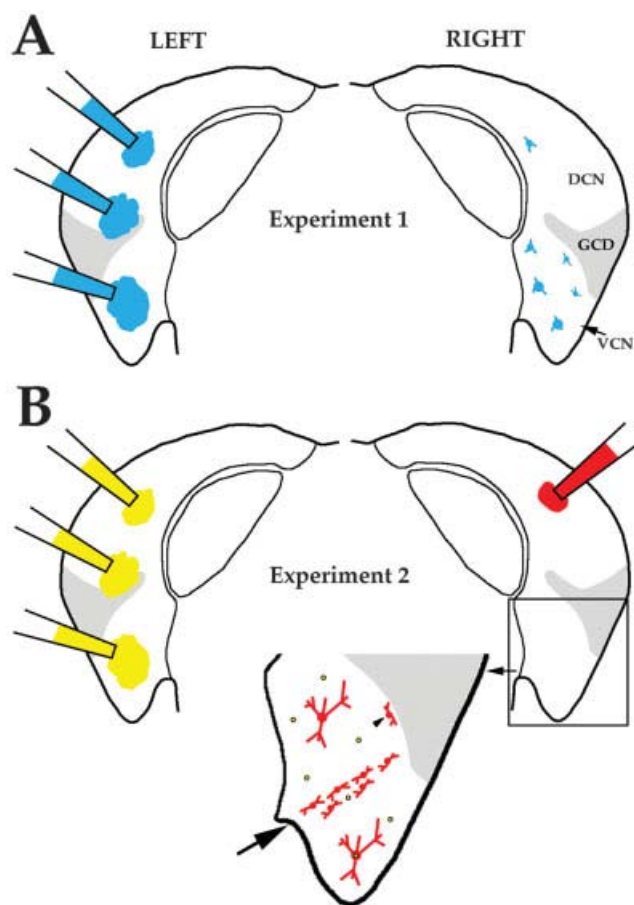 A
LEFT
RIGHT
DCN
Experiment 1
GCD
VCN
B
Experiment 2